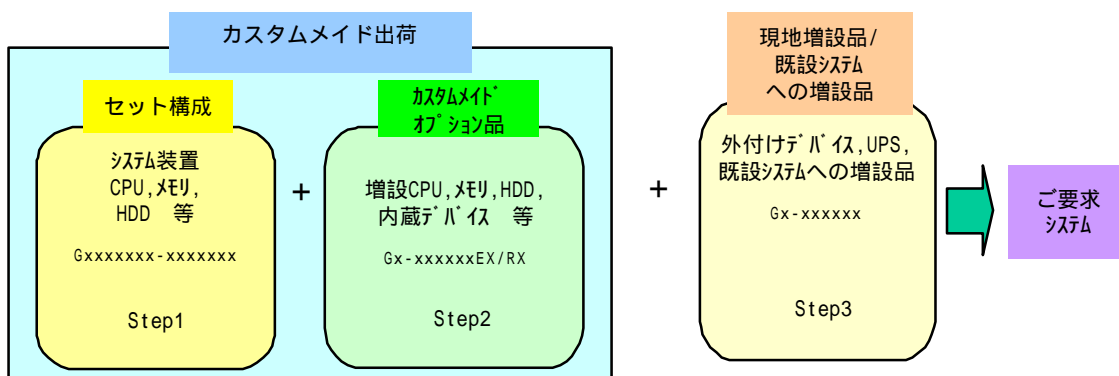 カスタムメイド出荷
セット構成
システム装置
CPU,メモリ,
HDD 等
Gxxxxxxx-xxxxxxx
Step1
+
カスタムメイド
オプション品
増設CPU,メモリ,HDD,
内蔵デバイス 等
Gx-xxxxxxEX/RX
Step2
+
現地増設品/
既設システム
への増設品
外付けデバイス,UPS,
既設システムへの増設品
Gx-xxxxxx
Step3
ご要求
システム